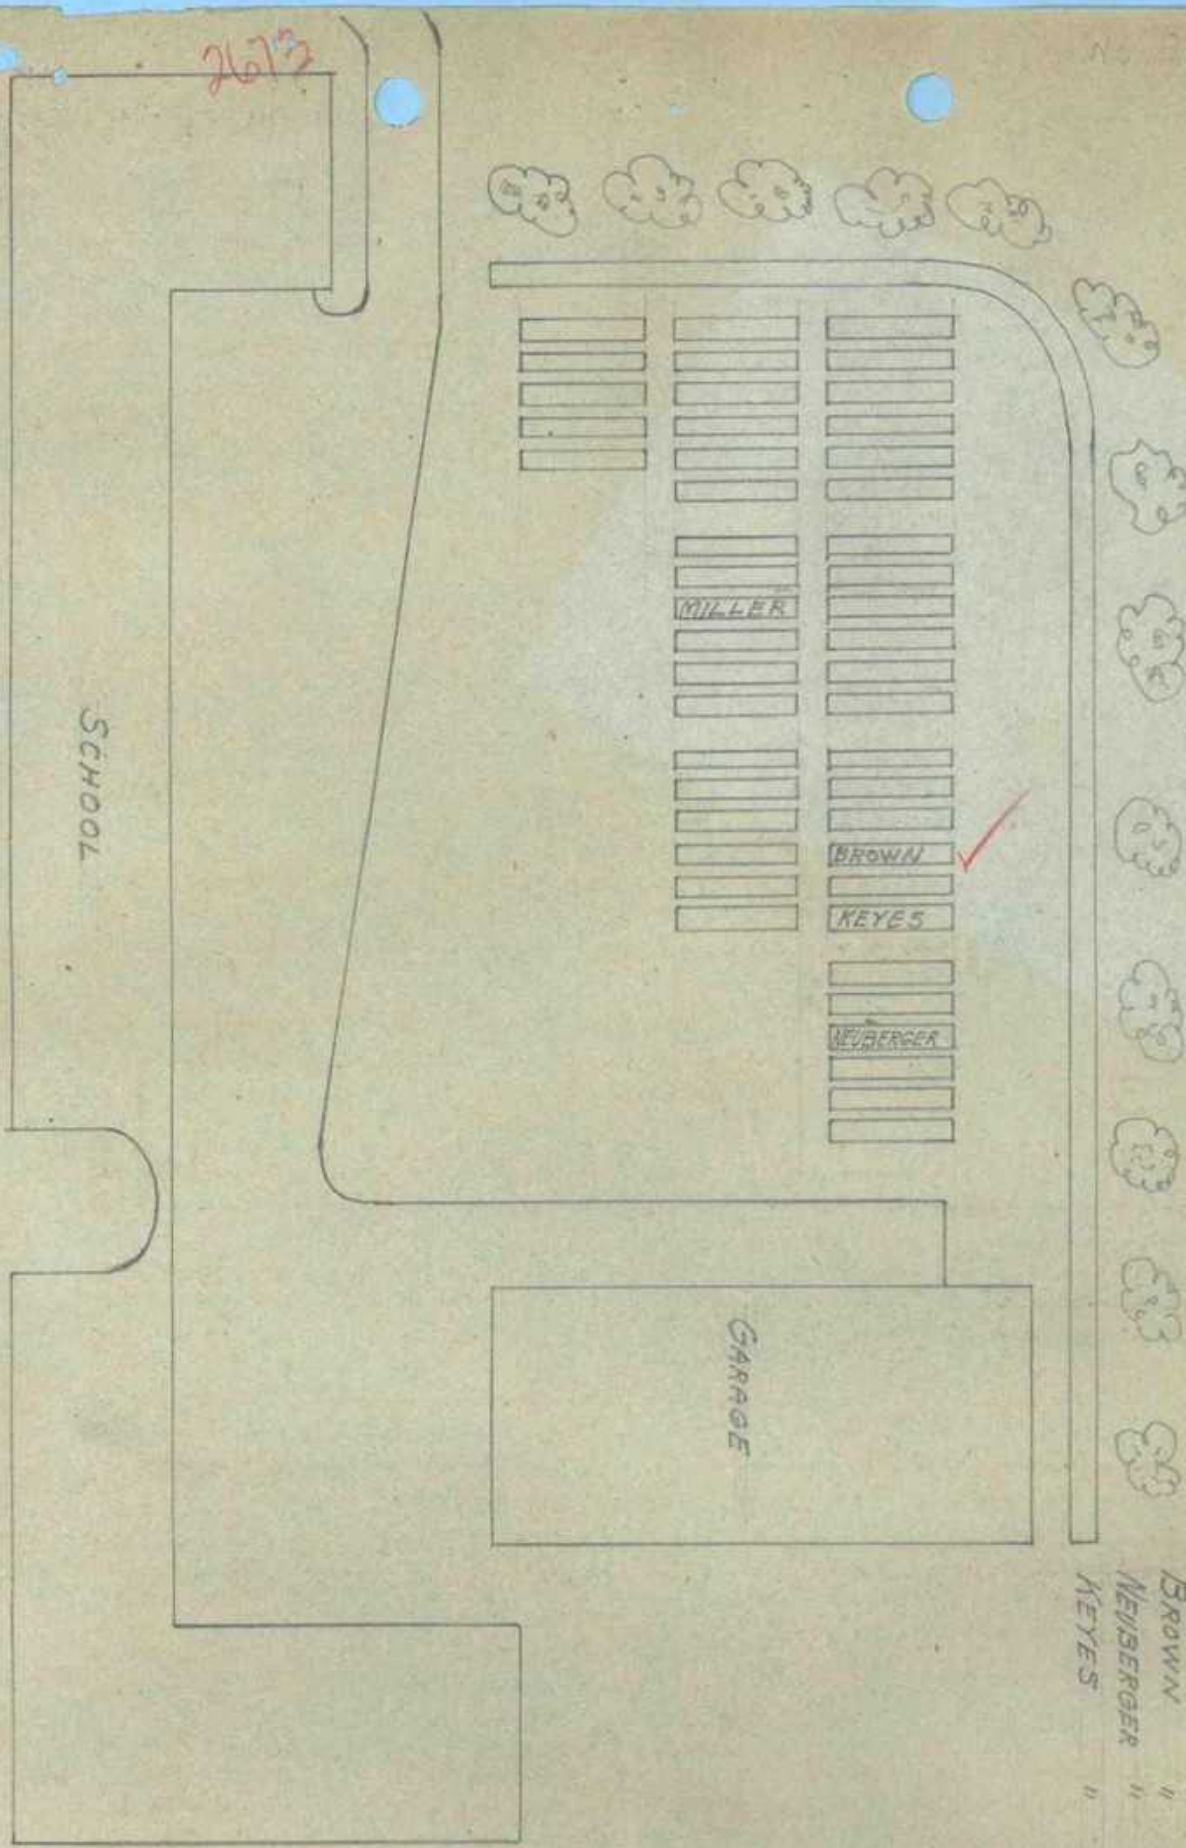 2673
MILLER
BROWN
KEYES
NEUBERGER
SCHOOL
GARAGE
BROWN "
NEUBERGER "
KEYES "